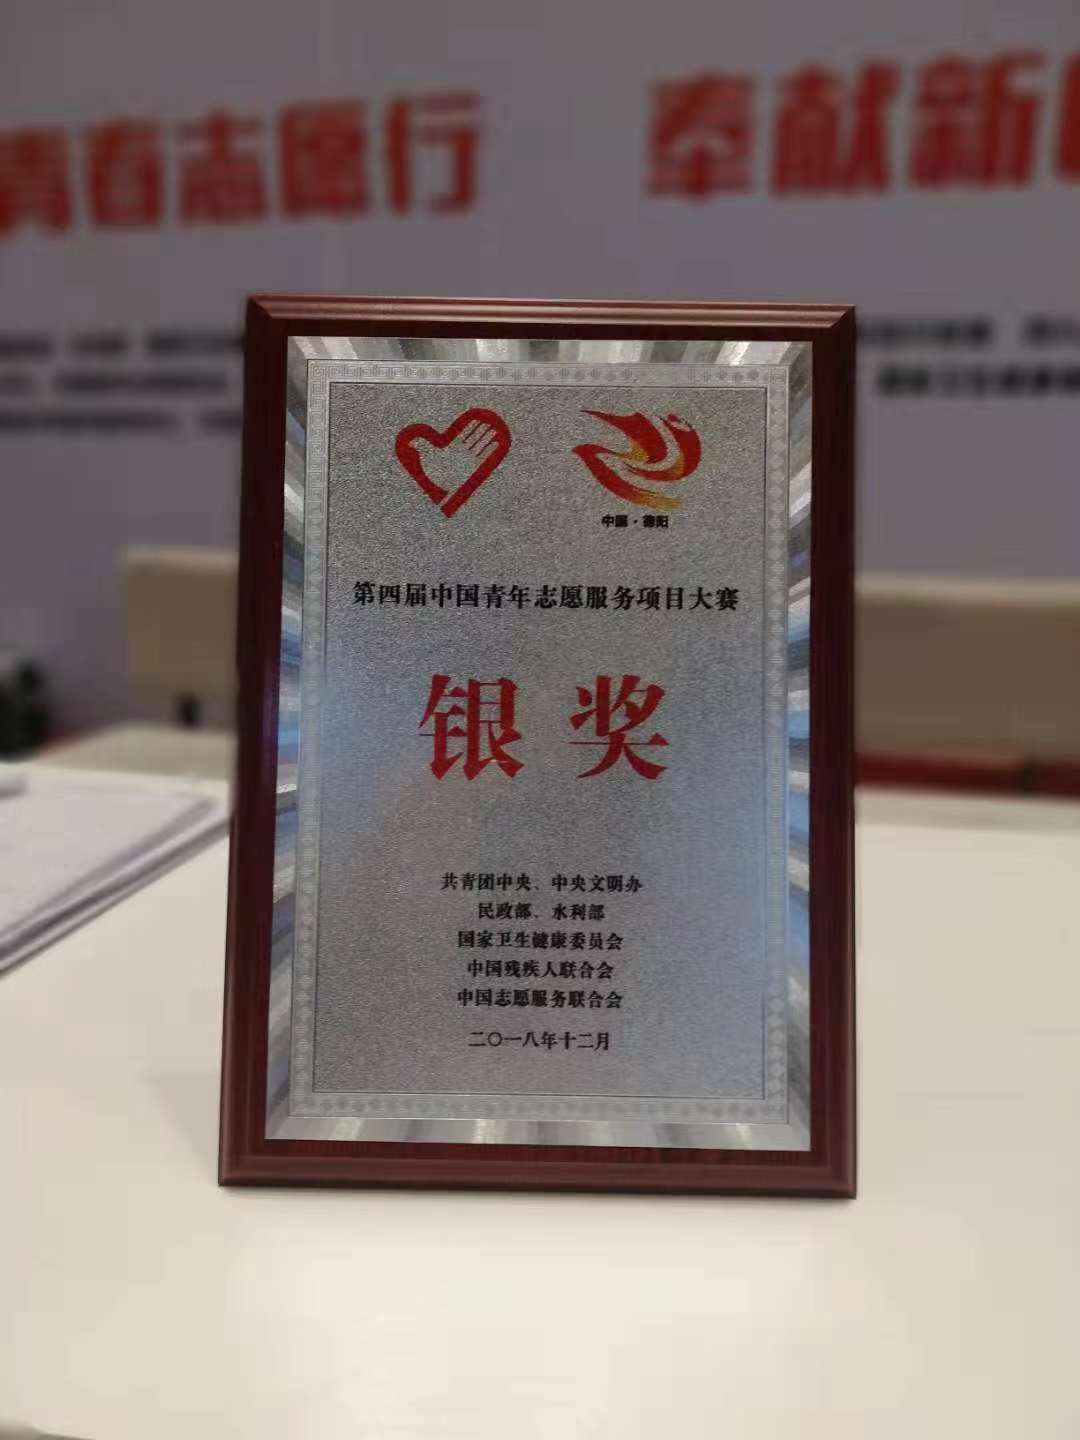 青春志愿行 奉献新
中国·德阳
第四届中国青年志愿服务项目大赛
银奖
共青团中央、中央文明办
民政部、水利部
国家卫生健康委员会
中国残疾人联合会
中国志愿服务联合会
二〇一八年十二月